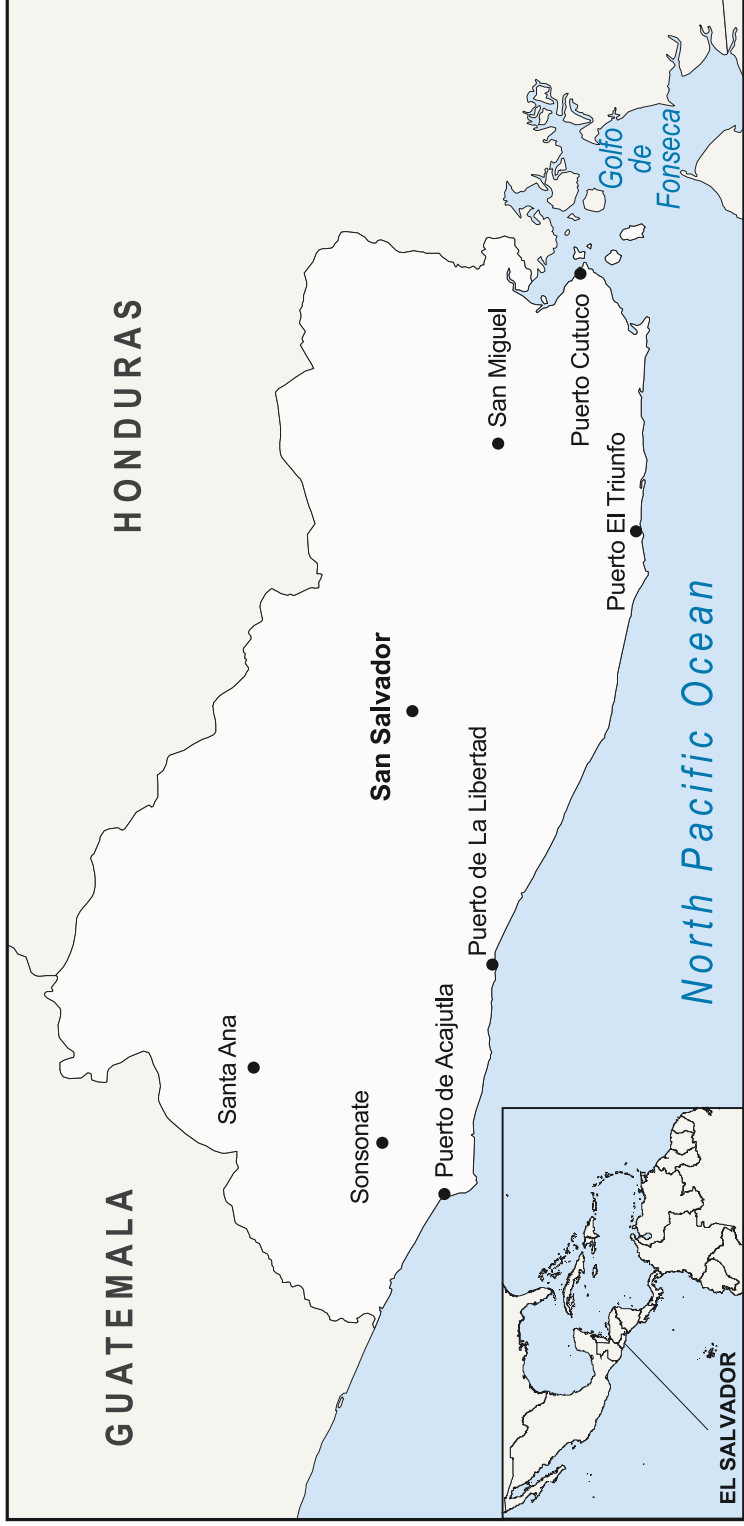 GUATEMALA
HONDURAS
Santa Ana
Sonsonate
San Salvador
Puerto de Acajutla
Puerto de La Libertad
San Miguel
Puerto Cutuco
Puerto El Triunfo
Golfo
de
Fonseca
North Pacific Ocean
EL SALVADOR